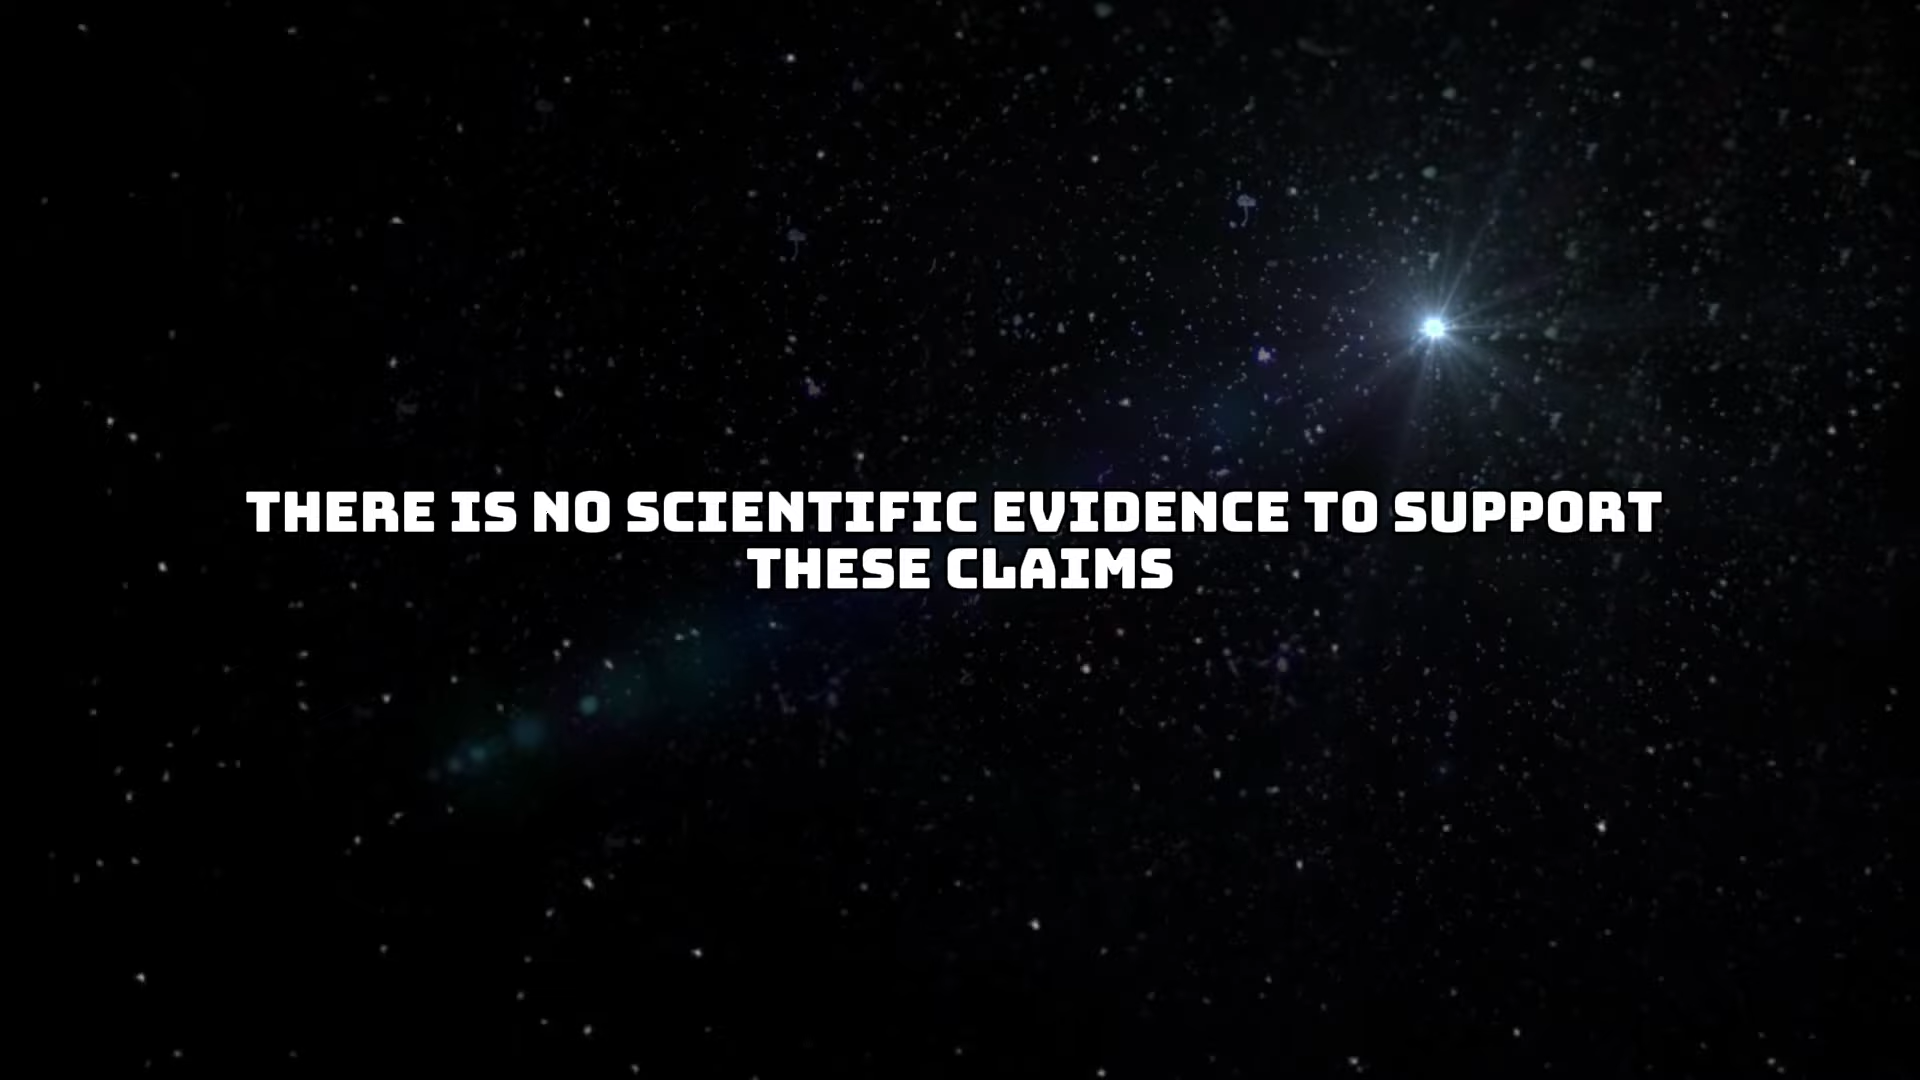 THERE IS NO SCIENTIFIC EVIDENCE TO SUPPORT
THESE CLAIMS